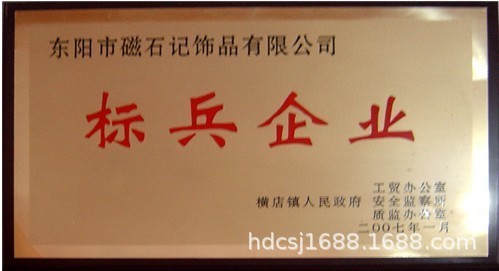 东阳市磁石记饰品有限公司
标兵企业
工贸办公室
横店镇人民政府 安全监察所
质监办公室
二00七年一月
hdcsj1688.1688.com